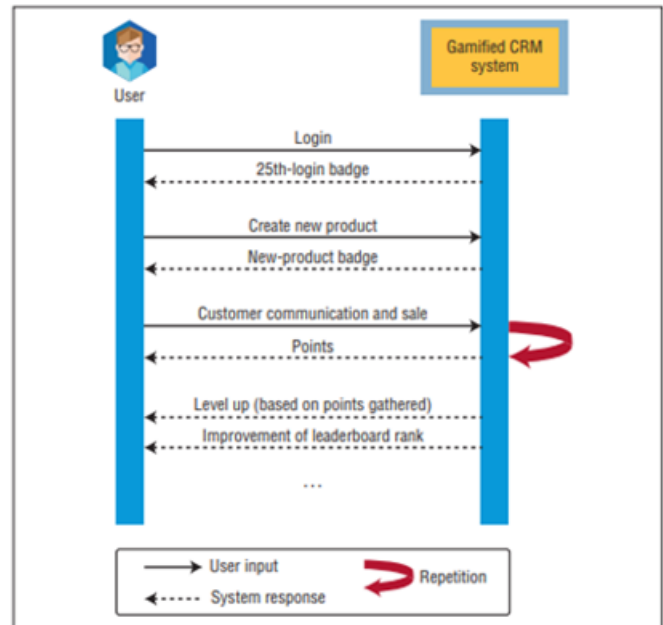 Gamified CRM
system
User
Login
25th-login badge
Create new product
New-product badge
Customer communication and sale
Points
Level up (based on points gathered)
Improvement of leaderboard rank
...
User input
Repetition
System response